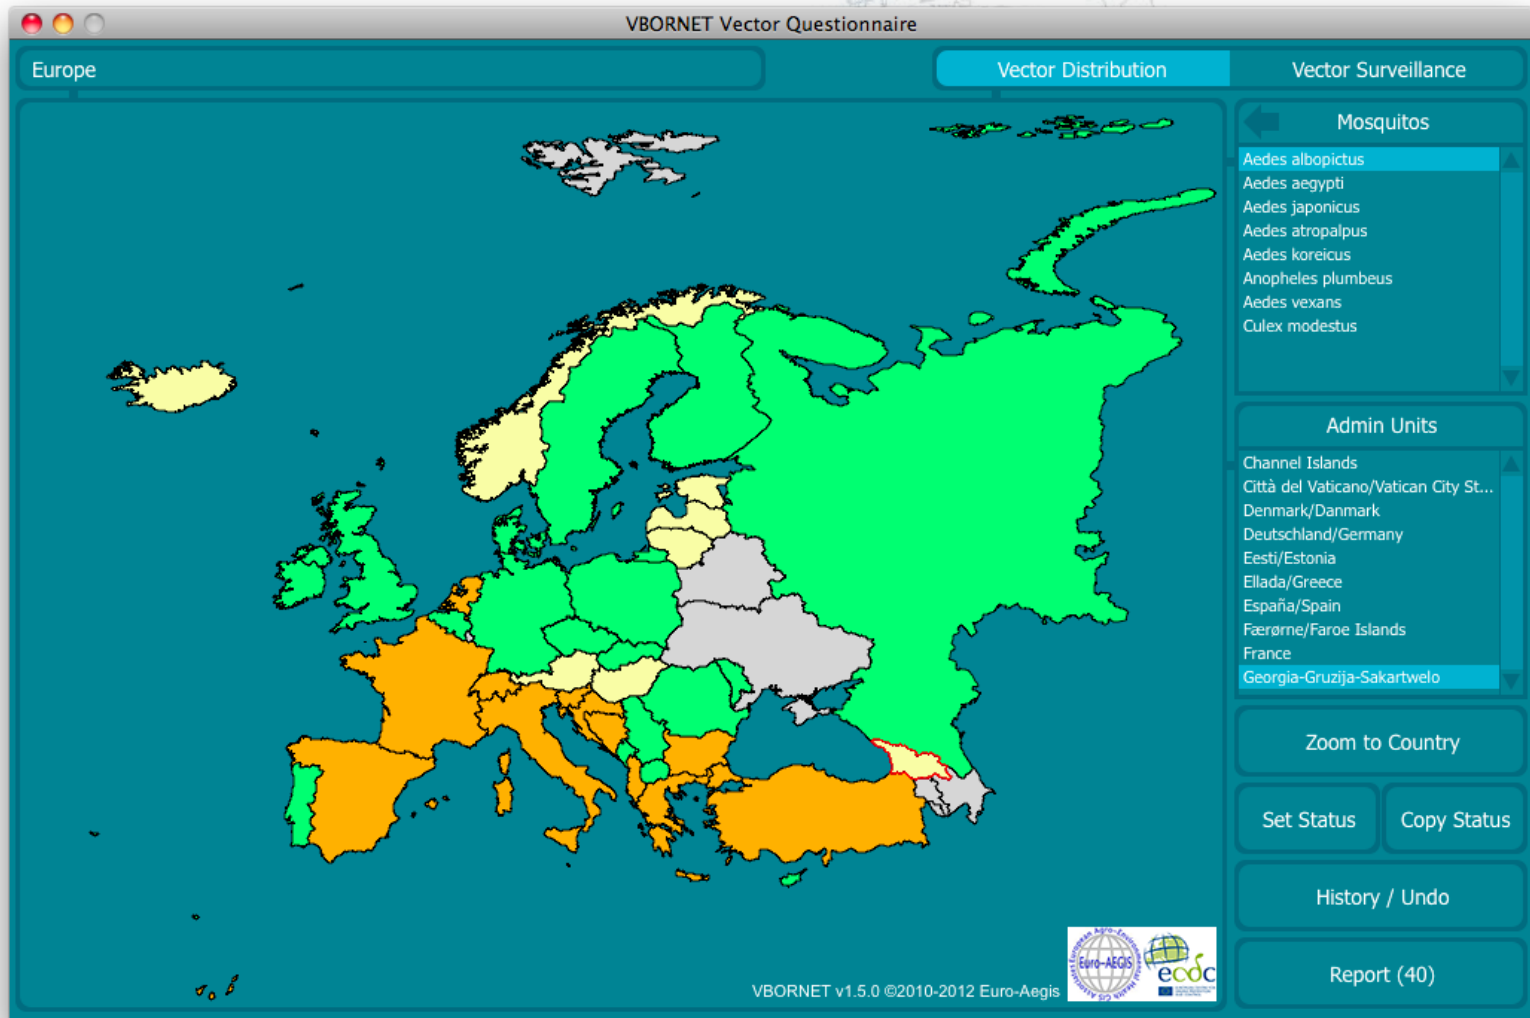 VBORNET Vector Questionnaire
Europe
Vector Distribution
Vector Surveillance
Mosquitos
Aedes albopictus
Aedes aegypti
Aedes japonicus
Aedes atropalpus
Aedes koreicus
Anopheles plumbeus
Aedes vexans
Culex modestus
Admin Units
Channel Islands
Città del Vaticano/Vatican City St...
Denmark/Danmark
Deutschland/Germany
Eesti/Estonia
Ellada/Greece
España/Spain
Færørne/Faroe Islands
France
Georgia-Gruzija-Sakartwelo
Zoom to Country
Set Status
Copy Status
History / Undo
Report (40)
VBORNET v1.5.0 ©2010-2012 Euro-Aegis
Euro-AEGIS
ecdc